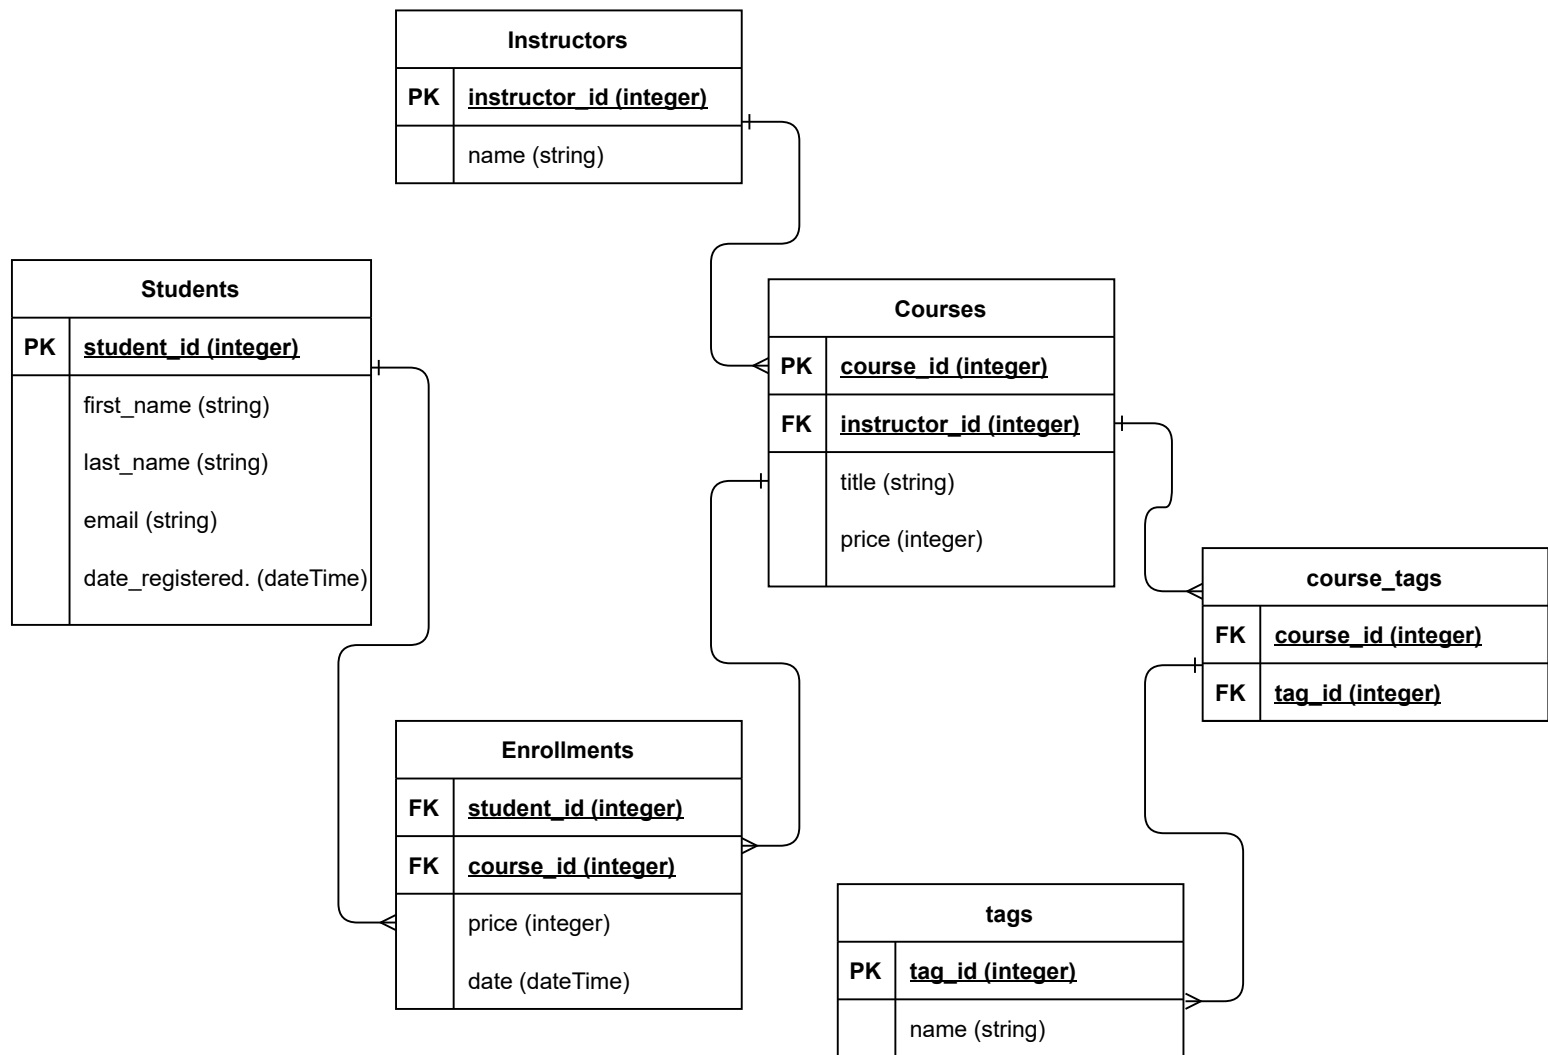 Instructors
PK instructor_id (integer)
name (string)
Students
PK student_id (integer)
first_name (string)
last_name (string)
email (string)
date_registered. (dateTime)
Courses
PK course_id (integer)
FK instructor_id (integer)
title (string)
price (integer)
course_tags
FK course_id (integer)
FK tag_id (integer)
Enrollments
FK student_id (integer)
FK course_id (integer)
price (integer)
date (dateTime)
tags
PK tag_id (integer)
name (string)